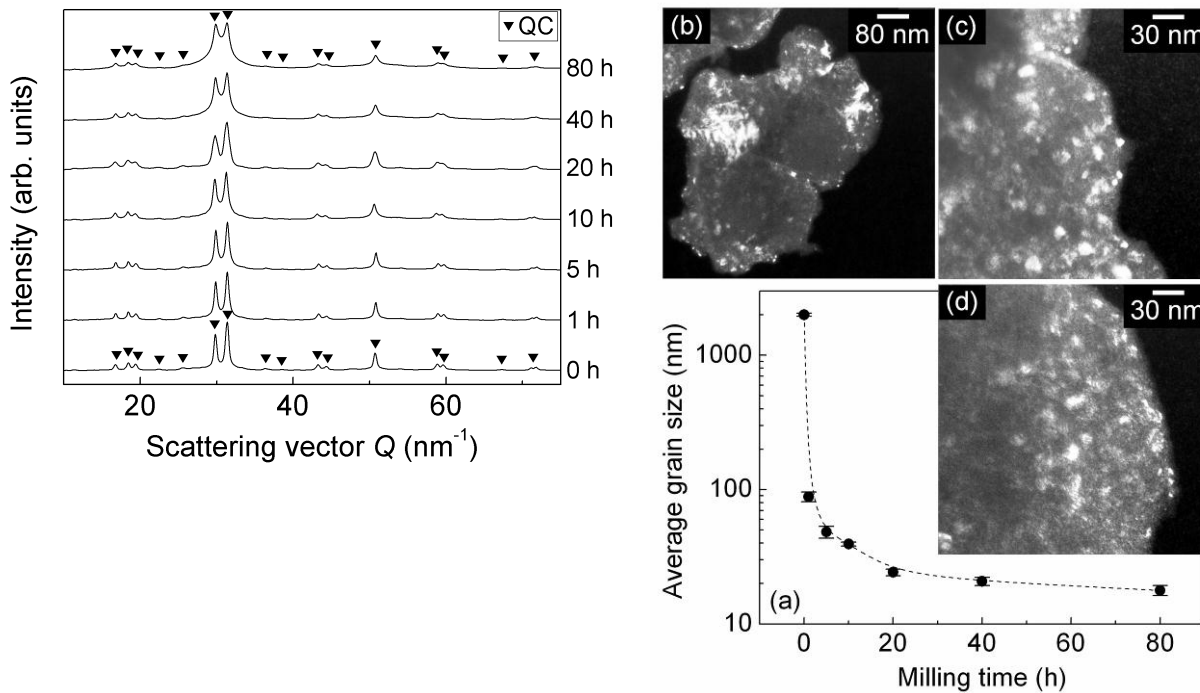 ▼ QC
80 h
40 h
20 h
10 h
5 h
1 h
0 h
Intensity (arb. units)
20 40 60
Scattering vector Q (nm⁻¹)
(b) 80 nm
(c) 30 nm
(d) 30 nm
Average grain size (nm)
1000
100
10
(a)
0 20 40 60 80
Milling time (h)